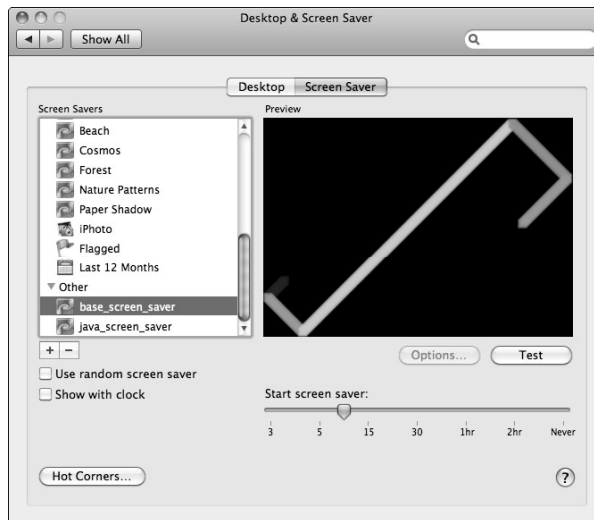 Desktop & Screen Saver
Show All
Desktop Screen Saver
Screen Savers
Preview
Beach
Cosmos
Forest
Nature Patterns
Paper Shadow
iPhoto
Flagged
Last 12 Months
Other
base_screen_saver
java_screen_saver
+ −
Options... Test
Use random screen saver
Show with clock
Start screen saver:
3 5 15 30 1hr 2hr Never
Hot Corners...
?